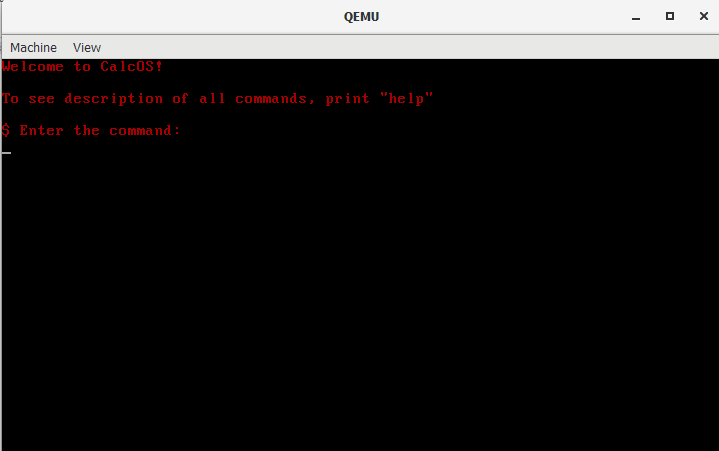 QEMU
Machine View
Welcome to CalcOS!
To see description of all commands, print "help"
$ Enter the command: